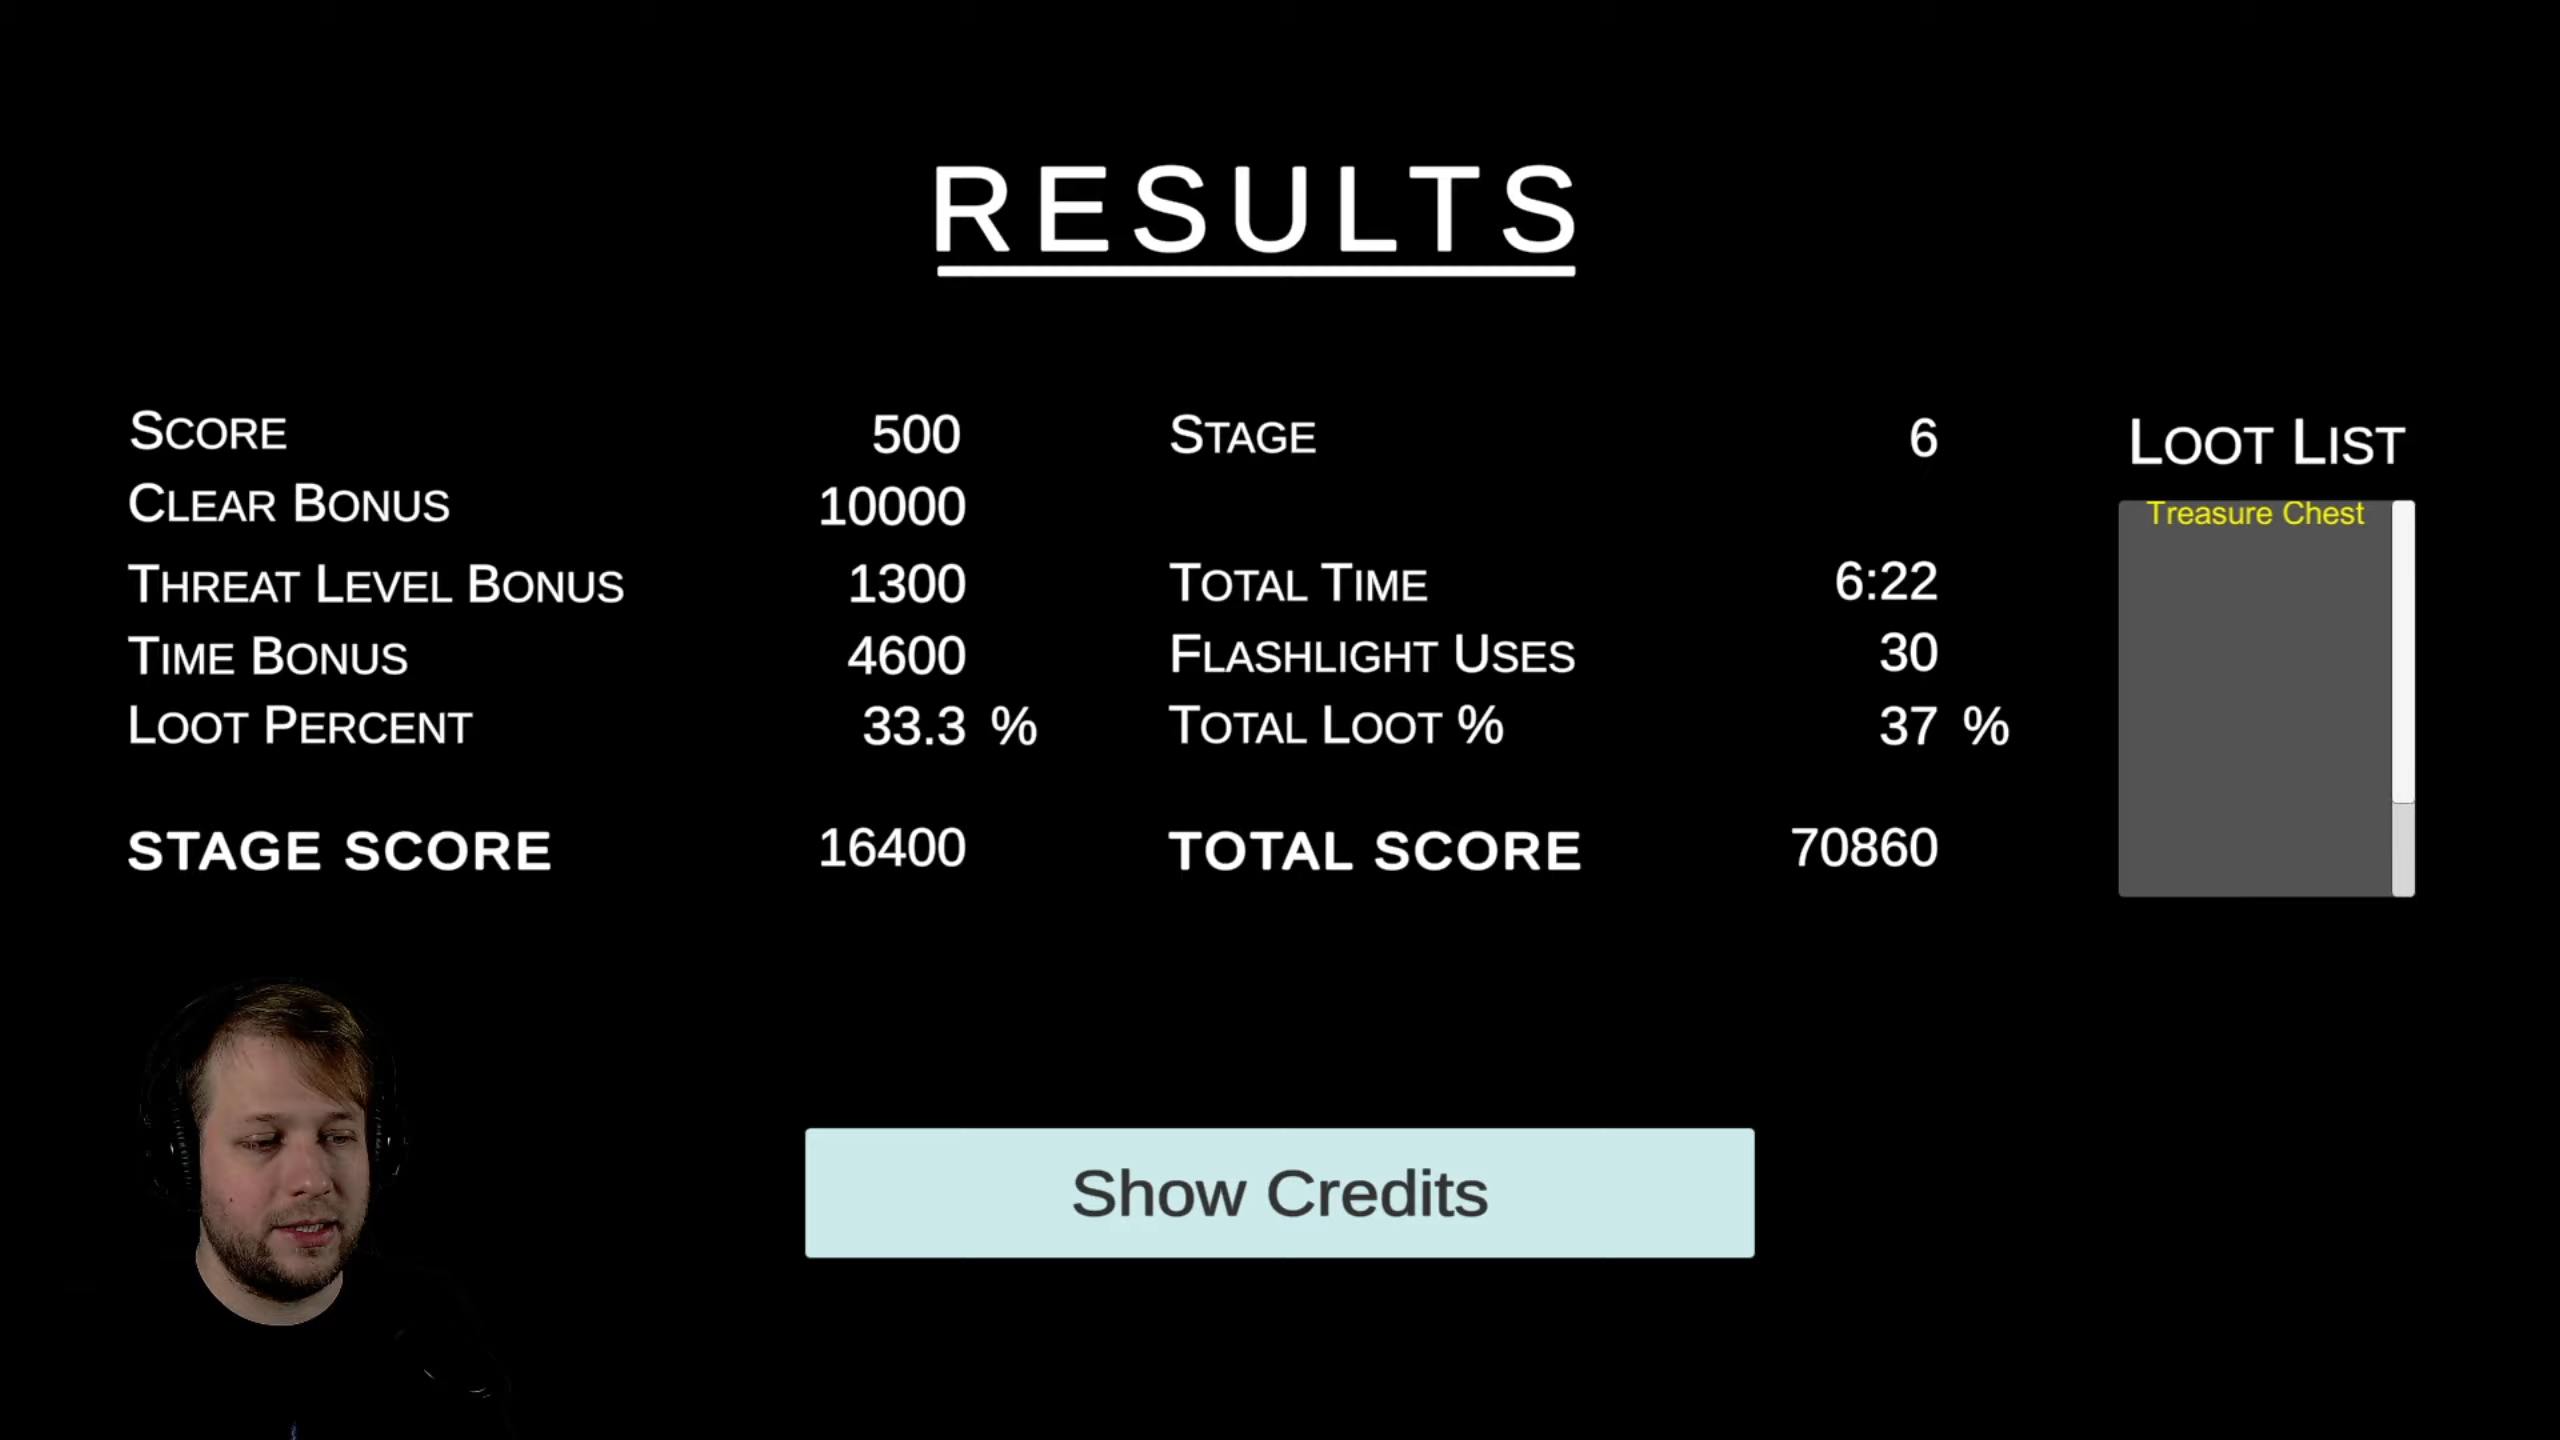 RESULTS
SCORE 500
CLEAR BONUS 10000
THREAT LEVEL BONUS 1300
TIME BONUS 4600
LOOT PERCENT 33.3 %
STAGE SCORE 16400
STAGE 6
TOTAL TIME 6:22
FLASHLIGHT USES 30
TOTAL LOOT % 37 %
TOTAL SCORE 70860
LOOT LIST
Treasure Chest
Show Credits